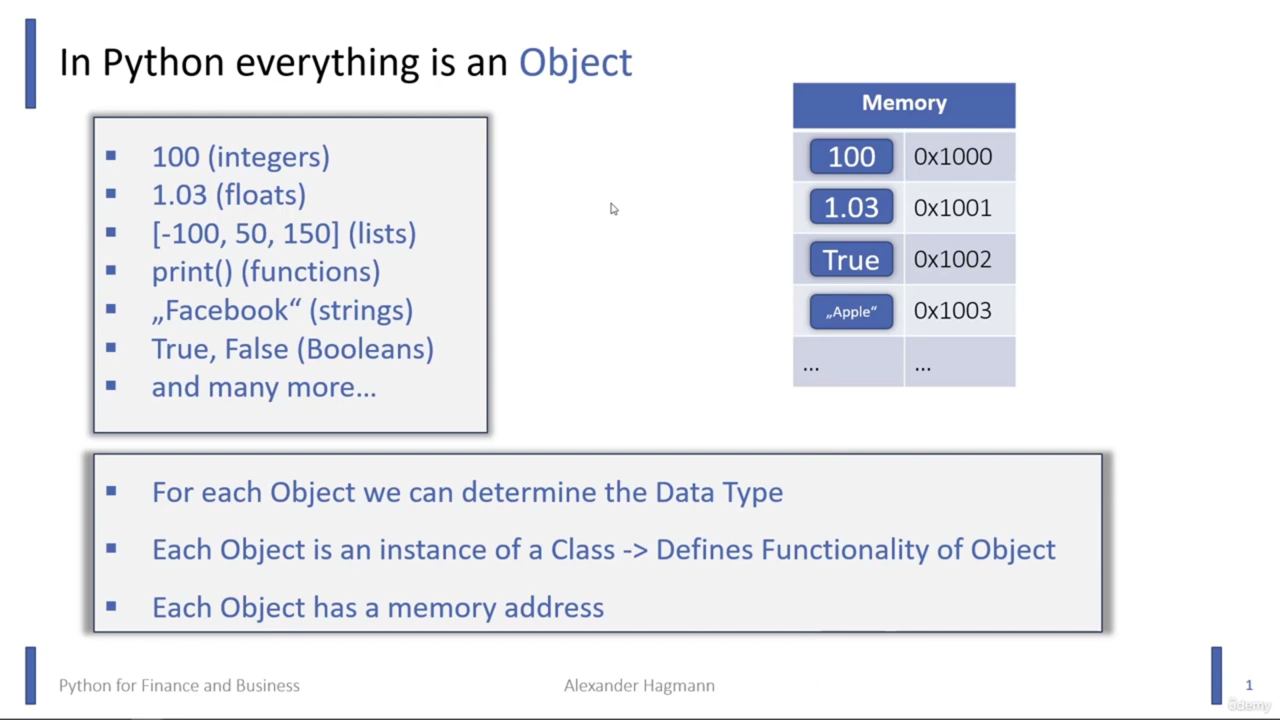 In Python everything is an Object
100 (integers)
1.03 (floats)
[-100, 50, 150] (lists)
print() (functions)
„Facebook“ (strings)
True, False (Booleans)
and many more...
Memory
100 0x1000
1.03 0x1001
True 0x1002
„Apple“ 0x1003
... ...
For each Object we can determine the Data Type
Each Object is an instance of a Class -> Defines Functionality of Object
Each Object has a memory address
Python for Finance and Business
Alexander Hagmann
1
ûdemy